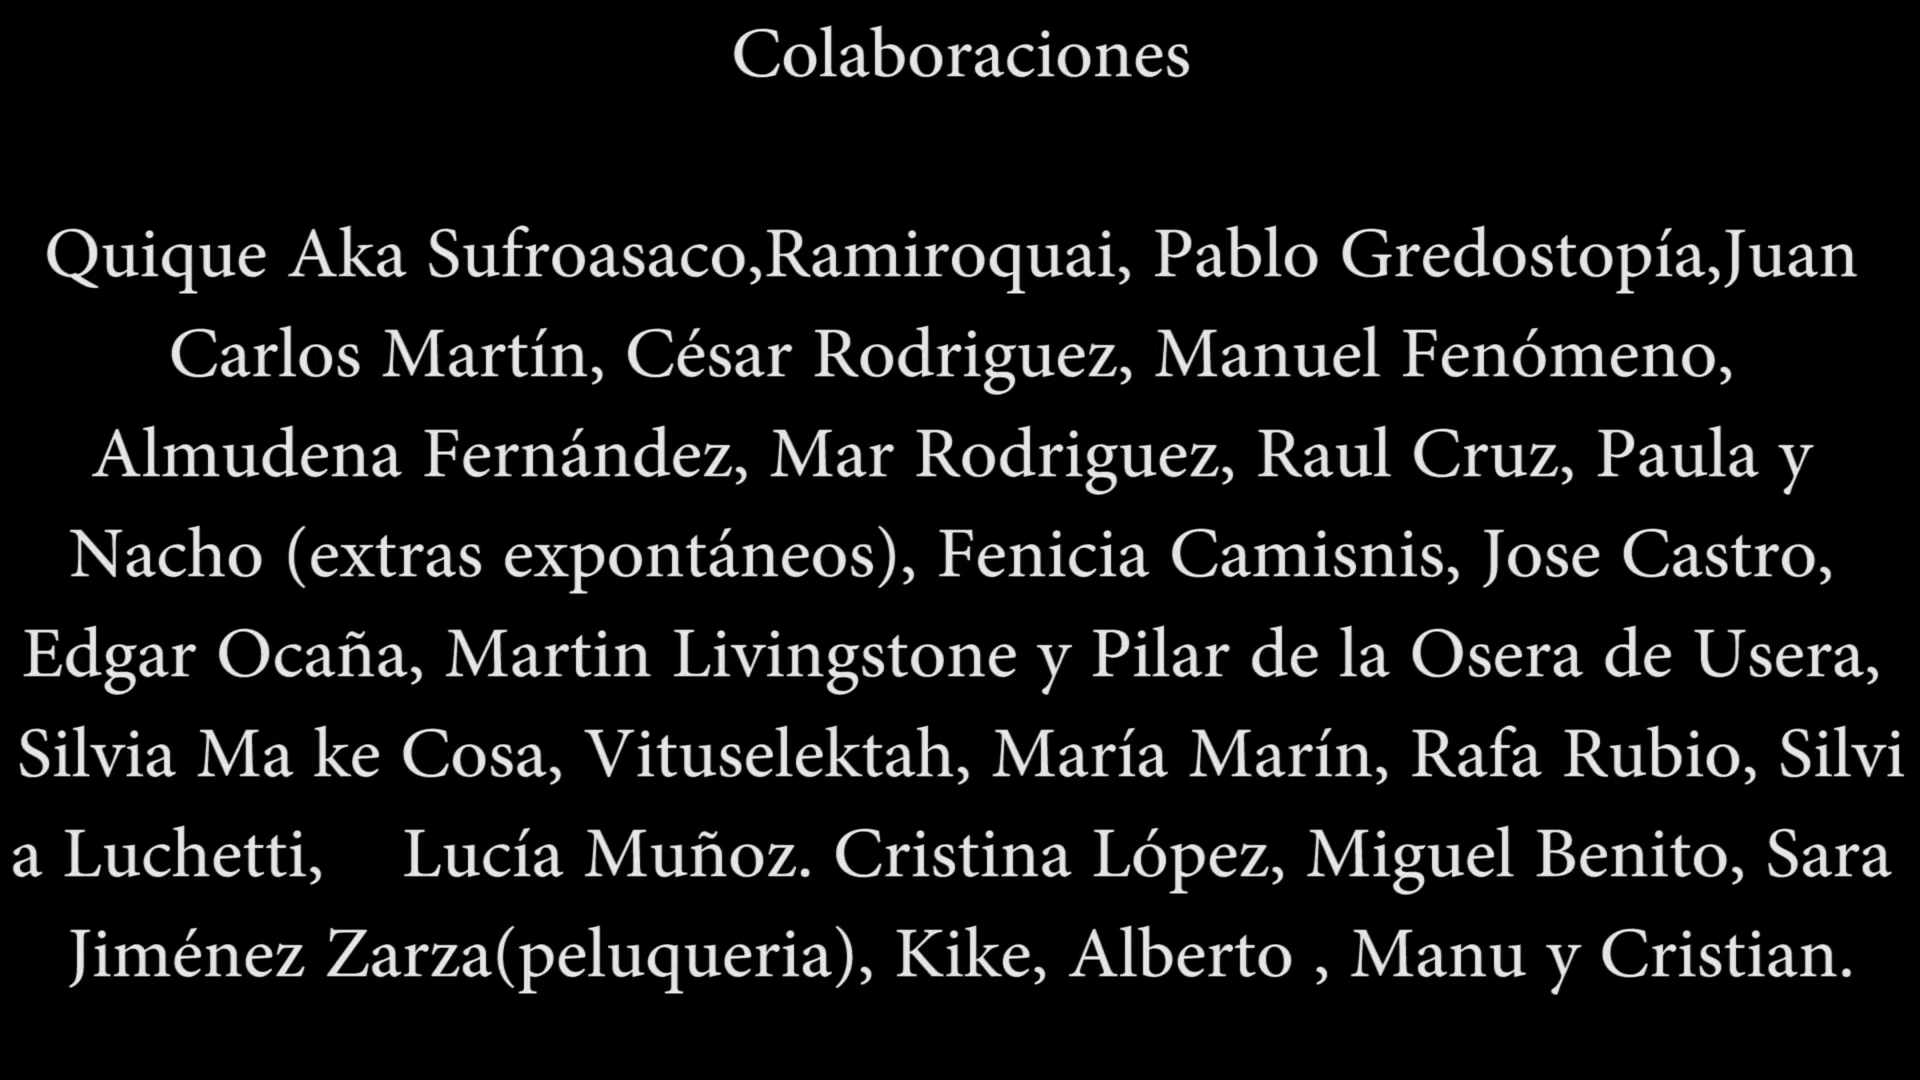 Colaboraciones
Quique Aka Sufroasaco,Ramiroquai, Pablo Gredostopía,Juan
Carlos Martín, César Rodriguez, Manuel Fenómeno,
Almudena Fernández, Mar Rodriguez, Raul Cruz, Paula y
Nacho (extras expontáneos), Fenicia Camisnis, Jose Castro,
Edgar Ocaña, Martin Livingstone y Pilar de la Osera de Usera,
Silvia Ma ke Cosa, Vituselektah, María Marín, Rafa Rubio, Silvi
a Luchetti,    Lucía Muñoz. Cristina López, Miguel Benito, Sara
Jiménez Zarza(peluqueria), Kike, Alberto , Manu y Cristian.